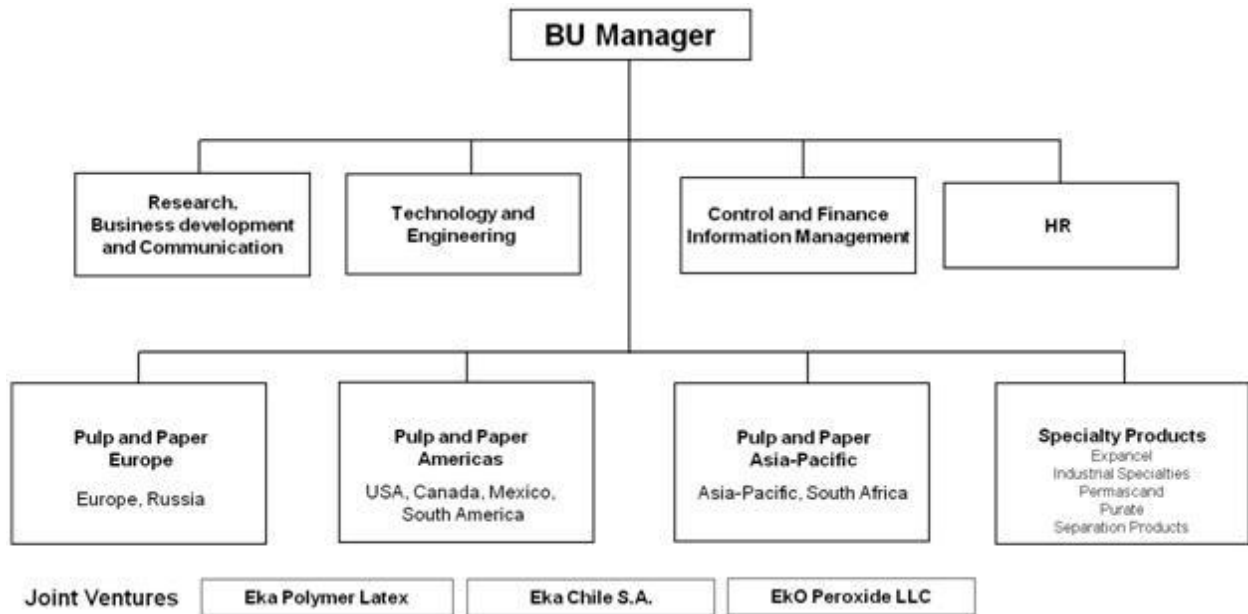 BU Manager
Research,
Business development
and Communication
Technology and
Engineering
Control and Finance
Information Management
HR
Pulp and Paper
Europe
Europe, Russia
Pulp and Paper
Americas
USA, Canada, Mexico,
South America
Pulp and Paper
Asia-Pacific
Asia-Pacific, South Africa
Specialty Products
Expancel
Industrial Specialties
Permascand
Purate
Separation Products
Joint Ventures
Eka Polymer Latex
Eka Chile S.A.
EkO Peroxide LLC